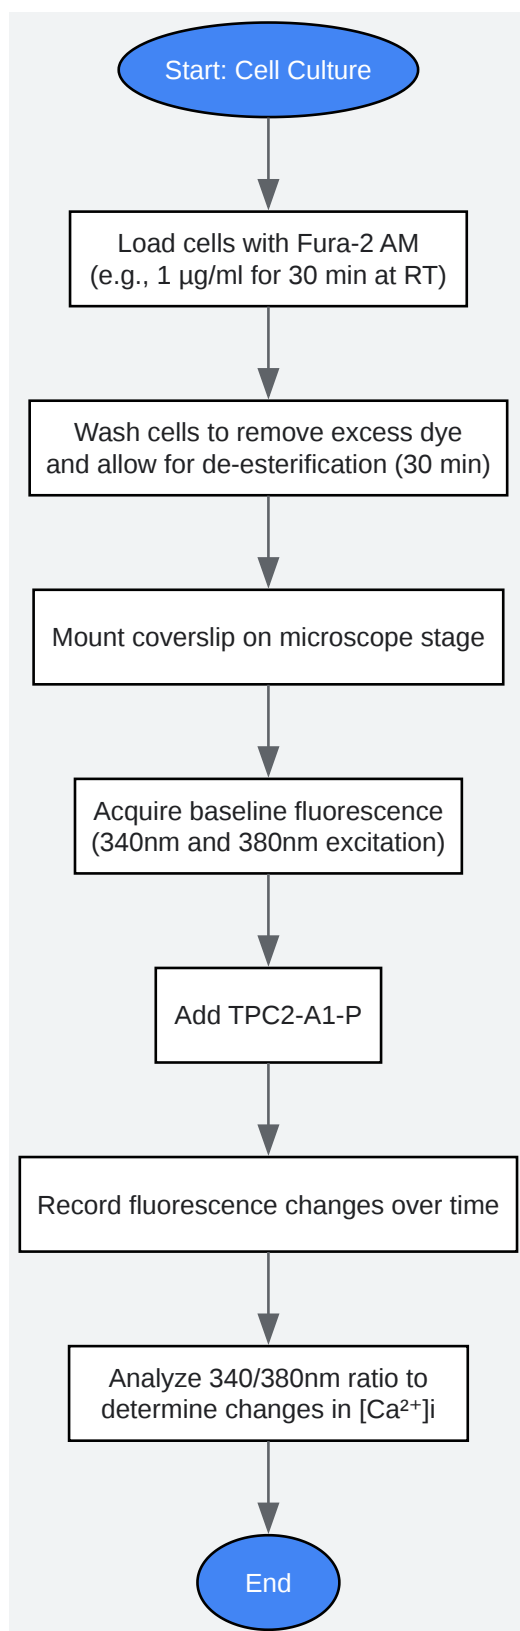 Start: Cell Culture
Load cells with Fura-2 AM
(e.g., 1 µg/ml for 30 min at RT)
Wash cells to remove excess dye
and allow for de-esterification (30 min)
Mount coverslip on microscope stage
Acquire baseline fluorescence
(340nm and 380nm excitation)
Add TPC2-A1-P
Record fluorescence changes over time
Analyze 340/380nm ratio to
determine changes in [Ca²⁺]i
End